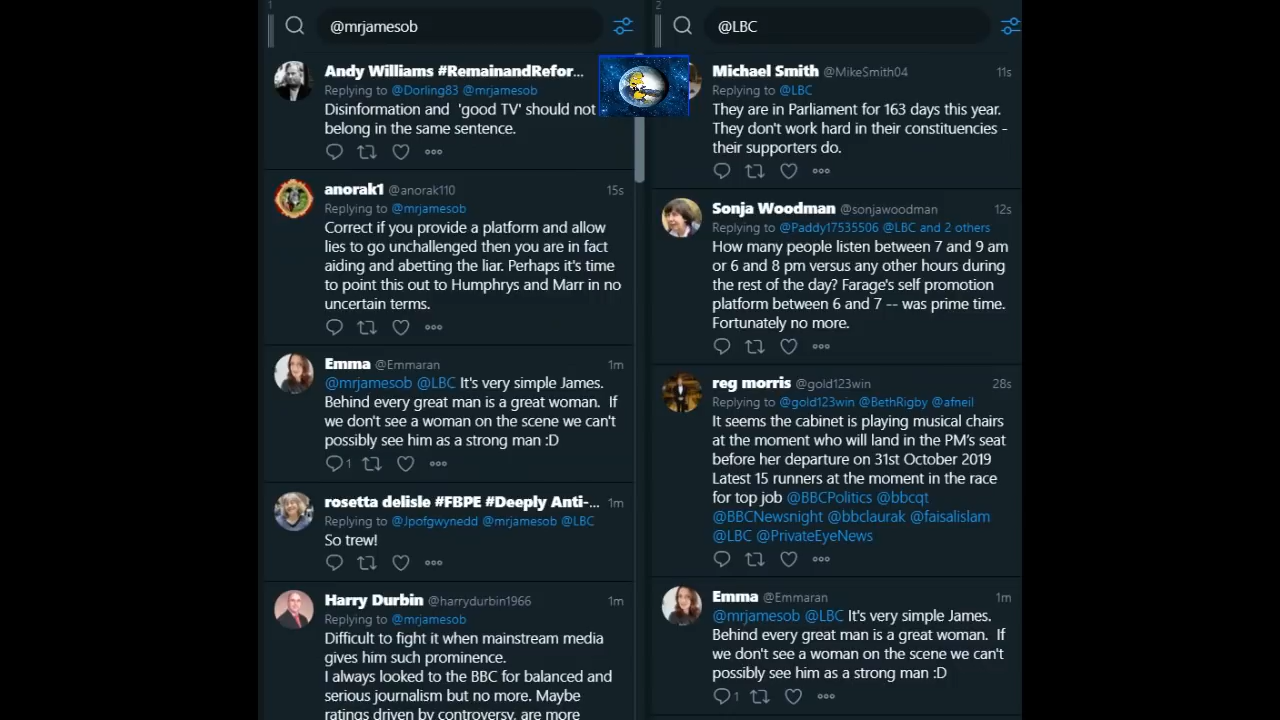 1
@mrjamesob
Andy Williams #RemainandRefor...
Replying to @Dorling83 @mrjamesob
Disinformation and 'good TV' should not
belong in the same sentence.
anorak1 @anorak110 15s
Replying to @mrjamesob
Correct if you provide a platform and allow
lies to go unchallenged then you are in fact
aiding and abetting the liar. Perhaps it's time
to point this out to Humphrys and Marr in no
uncertain terms.
Emma @Emmaran 1m
@mrjamesob @LBC It's very simple James.
Behind every great man is a great woman. If
we don't see a woman on the scene we can't
possibly see him as a strong man :D
1
rosetta delisle #FBPE #Deeply Anti-... 1m
Replying to @Jpofgwynedd @mrjamesob @LBC
So trew!
Harry Durbin @harrydurbin1966 1m
Replying to @mrjamesob
Difficult to fight it when mainstream media
gives him such prominence.
I always looked to the BBC for balanced and
serious journalism but no more. Maybe
ratings driven by controversy, are more
2
@LBC
Michael Smith @MikeSmith04 11s
Replying to @LBC
They are in Parliament for 163 days this year.
They don't work hard in their constituencies -
their supporters do.
Sonja Woodman @sonjawoodman 12s
Replying to @Paddy17535506 @LBC and 2 others
How many people listen between 7 and 9 am
or 6 and 8 pm versus any other hours during
the rest of the day? Farage's self promotion
platform between 6 and 7 -- was prime time.
Fortunately no more.
reg morris @gold123win 28s
Replying to @gold123win @BethRigby @afneil
It seems the cabinet is playing musical chairs
at the moment who will land in the PM's seat
before her departure on 31st October 2019
Latest 15 runners at the moment in the race
for top job @BBCPolitics @bbcqt
@BBCNewsnight @bbclaurak @faisalislam
@LBC @PrivateEyeNews
Emma @Emmaran 1m
@mrjamesob @LBC It's very simple James.
Behind every great man is a great woman. If
we don't see a woman on the scene we can't
possibly see him as a strong man :D
1